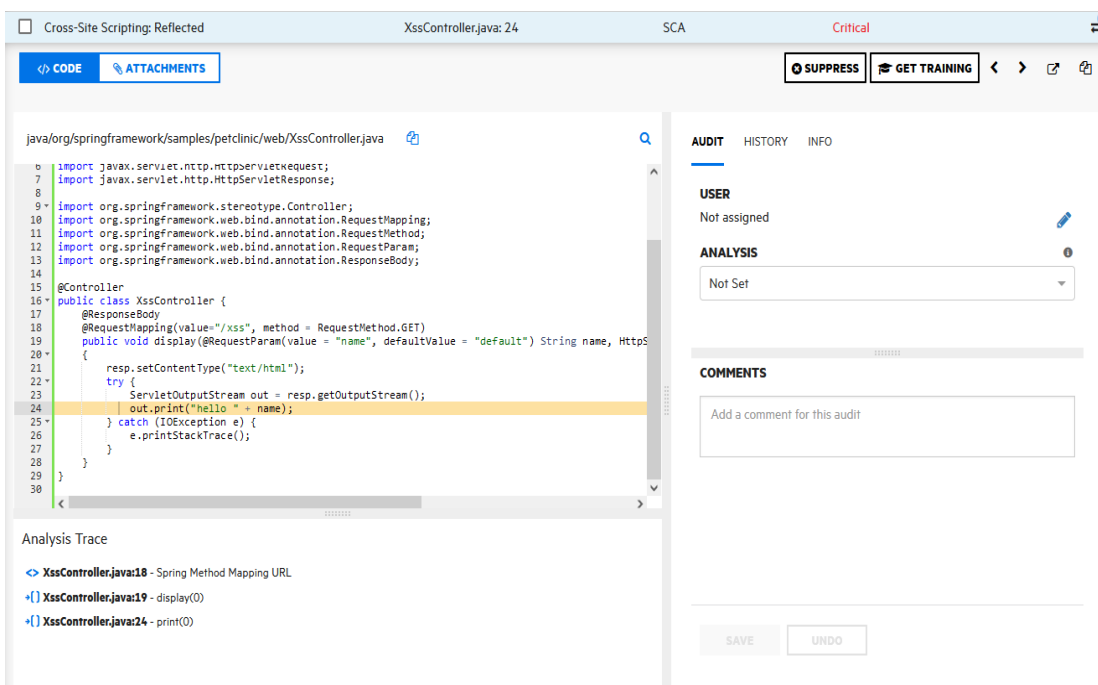 Cross-Site Scripting: Reflected XssController.java: 24 SCA Critical
</> CODE ATTACHMENTS SUPPRESS GET TRAINING
java/org/springframework/samples/petclinic/web/XssController.java
6 import javax.servlet.http.HttpServletRequest;
7 import javax.servlet.http.HttpServletResponse;
8
9 import org.springframework.stereotype.Controller;
10 import org.springframework.web.bind.annotation.RequestMapping;
11 import org.springframework.web.bind.annotation.RequestMethod;
12 import org.springframework.web.bind.annotation.RequestParam;
13 import org.springframework.web.bind.annotation.ResponseBody;
14
15 @Controller
16 public class XssController {
17 @ResponseBody
18 @RequestMapping(value="/xss", method = RequestMethod.GET)
19 public void display(@RequestParam(value = "name", defaultValue = "default") String name, HttpS
20 {
21 resp.setContentType("text/html");
22 try {
23 ServletOutputStream out = resp.getOutputStream();
24 out.print("hello " + name);
25 } catch (IOException e) {
26 e.printStackTrace();
27 }
28 }
29 }
30
Analysis Trace
<> XssController.java:18 - Spring Method Mapping URL
XssController.java:19 - display(0)
XssController.java:24 - print(0)
AUDIT HISTORY INFO
USER
Not assigned
ANALYSIS
Not Set
COMMENTS
Add a comment for this audit
SAVE UNDO